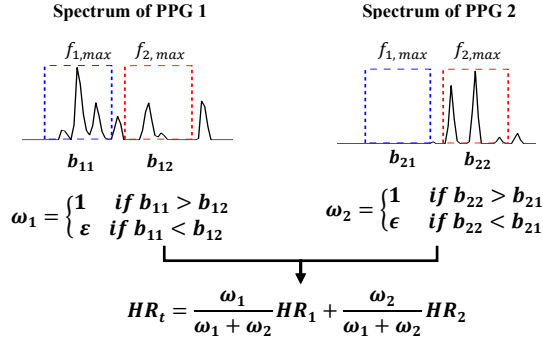 Spectrum of PPG 1 Spectrum of PPG 2
f₁,max f₂,max f₁,max f₂,max
b₁₁ b₁₂ b₂₁ b₂₂
ω₁ = {1 if b₁₁ > b₁₂ ω₂ = {1 if b₂₂ > b₂₁
ε if b₁₁ < b₁₂ ϵ if b₂₂ < b₂₁
HRₜ = ω₁/(ω₁ + ω₂) HR₁ + ω₂/(ω₁ + ω₂) HR₂